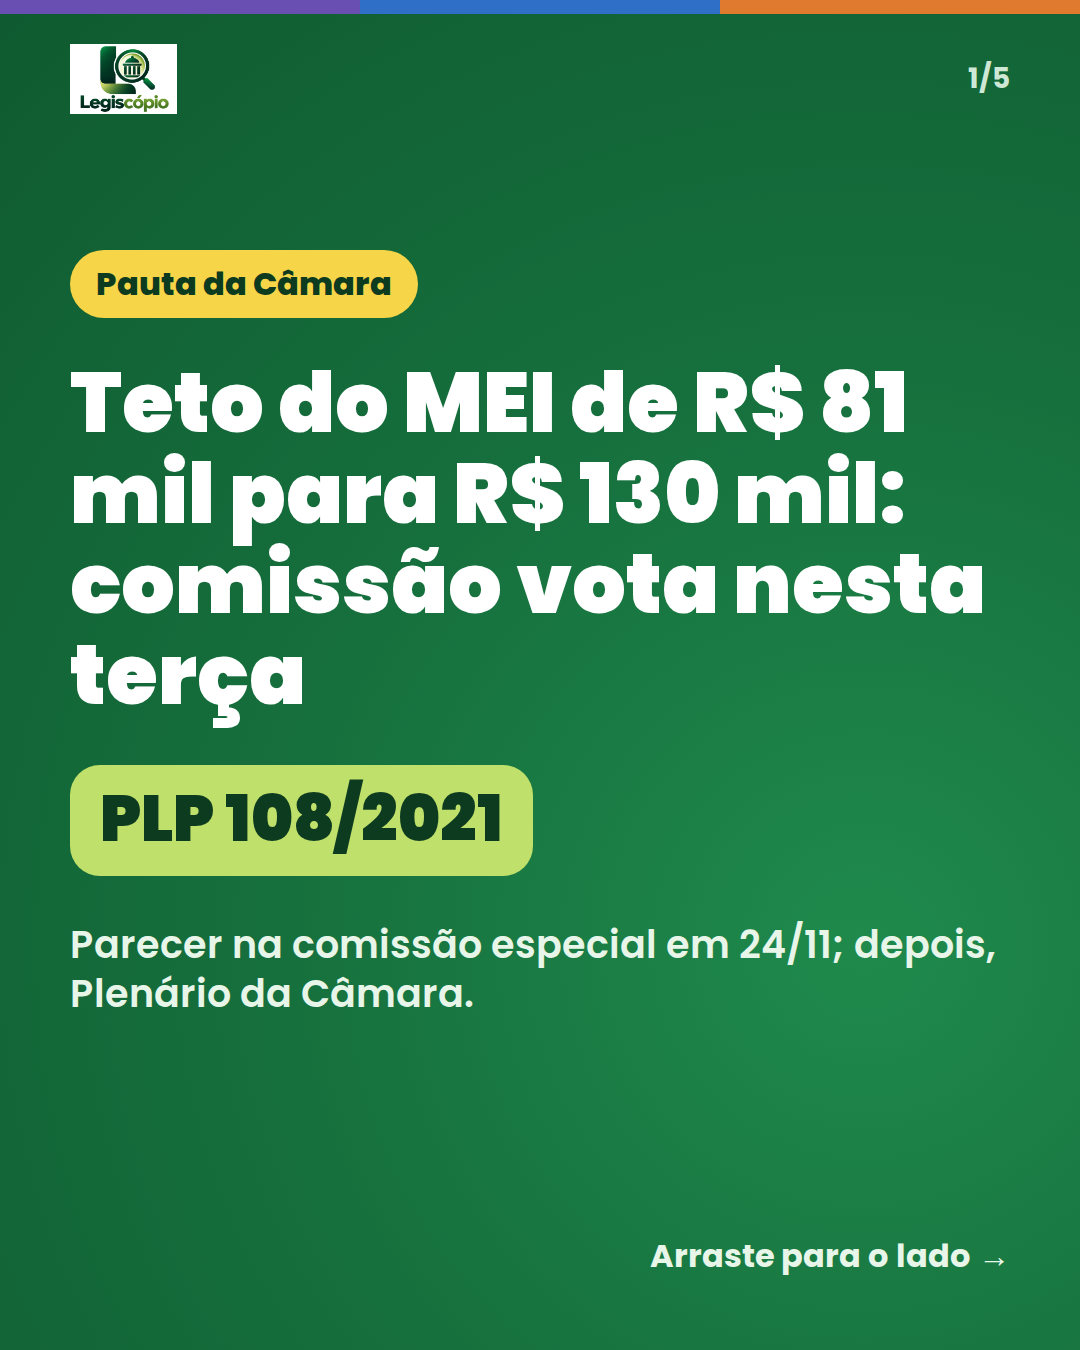 Legiscópio
1/5
Pauta da Câmara
Teto do MEI de R$ 81
mil para R$ 130 mil:
comissão vota nesta
terça
PLP 108/2021
Parecer na comissão especial em 24/11; depois,
Plenário da Câmara.
Arraste para o lado →